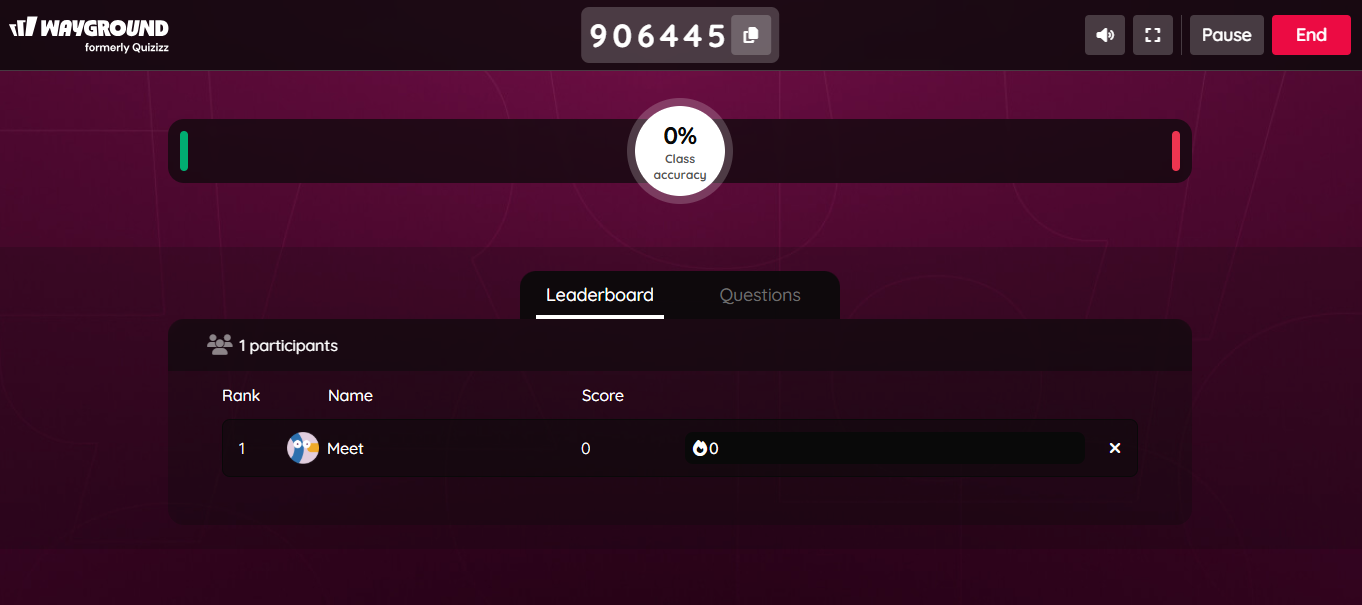 WAYGROUND
formerly Quizizz
906445
Pause
End
0%
Class
accuracy
Leaderboard
Questions
1 participants
Rank Name Score
1 Meet 0 0